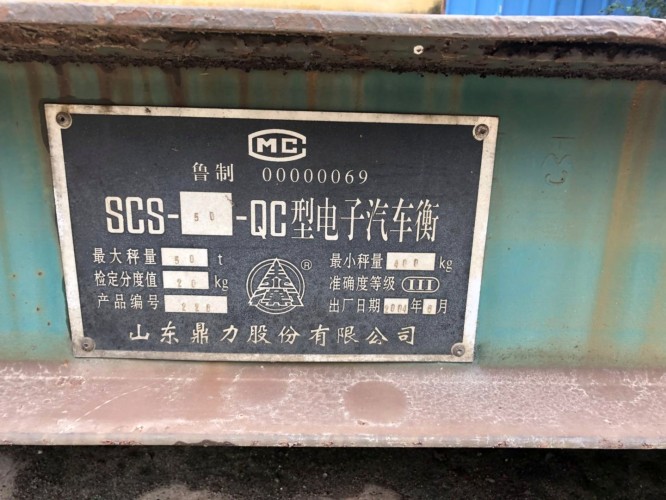 MC
鲁制 00000069
SCS-50-QC型电子汽车衡
最大秤量 50 t 最小秤量 400 kg
检定分度值 20 kg 准确度等级 III
产品编号 ® 出厂日期 年 月
山东鼎力股份有限公司